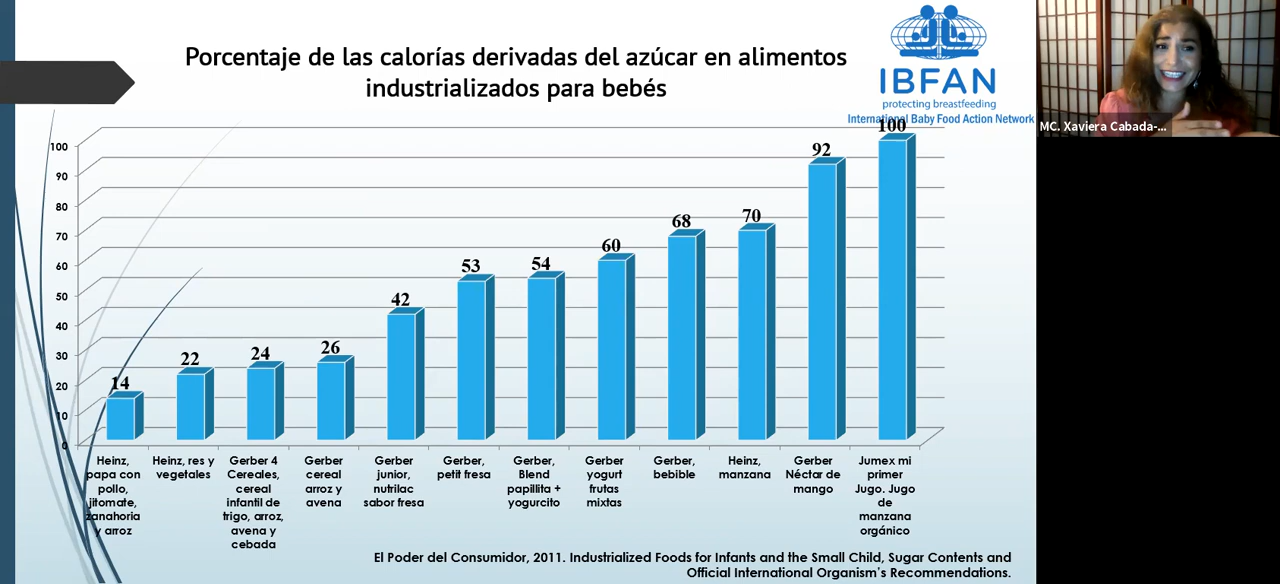 Porcentaje de las calorías derivadas del azúcar en alimentos
industrializados para bebés
IBFAN
protecting breastfeeding
International Baby Food Action Network
MC. Xaviera Cabada-...
100
90
80
70
60
50
40
30
20
10
0
14
22
24
26
42
53
54
60
68
70
92
100
Heinz,
papa con
pollo,
jitomate,
zanahoria
y arroz
Heinz, res y
vegetales
Gerber 4
Cereales,
cereal
infantil de
trigo, arroz,
avena y
cebada
Gerber
cereal
arroz y
avena
Gerber
junior,
nutrilac
sabor fresa
Gerber,
petit fresa
Gerber,
Blend
papillita +
yogurcito
Gerber
yogurt
frutas
mixtas
Gerber,
bebible
Heinz,
manzana
Gerber
Néctar de
mango
Jumex mi
primer
Jugo. Jugo
de
manzana
orgánico
El Poder del Consumidor, 2011. Industrialized Foods for Infants and the Small Child, Sugar Contents and
Official International Organism's Recommendations.